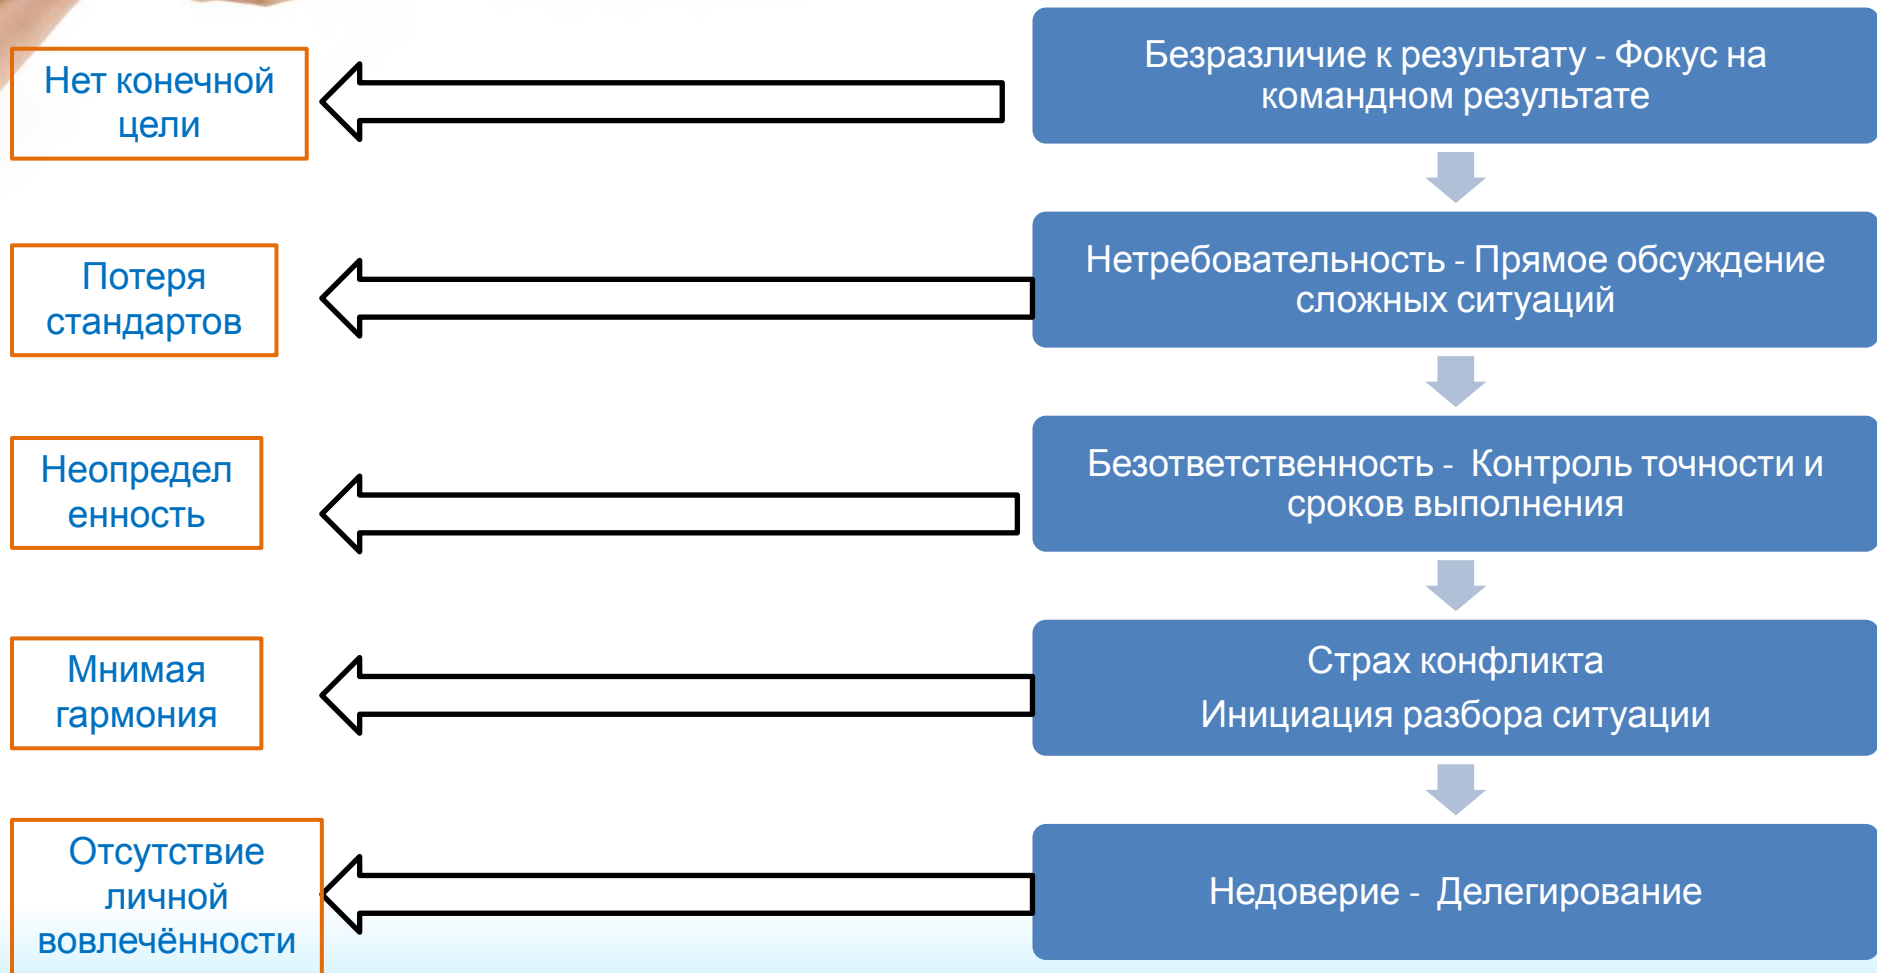 Нет конечной
цели
Безразличие к результату - Фокус на
командном результате
Потеря
стандартов
Нетребовательность - Прямое обсуждение
сложных ситуаций
Неопредел
енность
Безответственность -  Контроль точности и
сроков выполнения
Мнимая
гармония
Страх конфликта
Инициация разбора ситуации
Отсутствие
личной
вовлечённости
Недоверие -  Делегирование